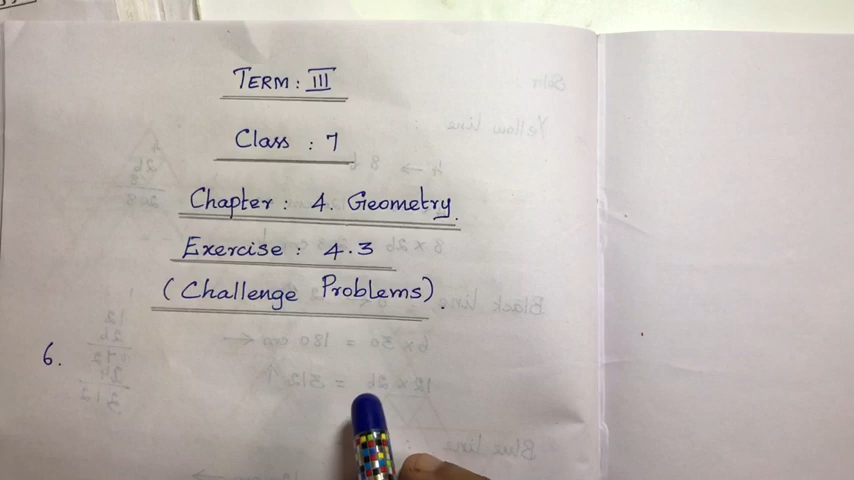 TERM : III
Class : 7
Chapter : 4. Geometry.
Exercise : 4.3
(Challenge Problems).
6.